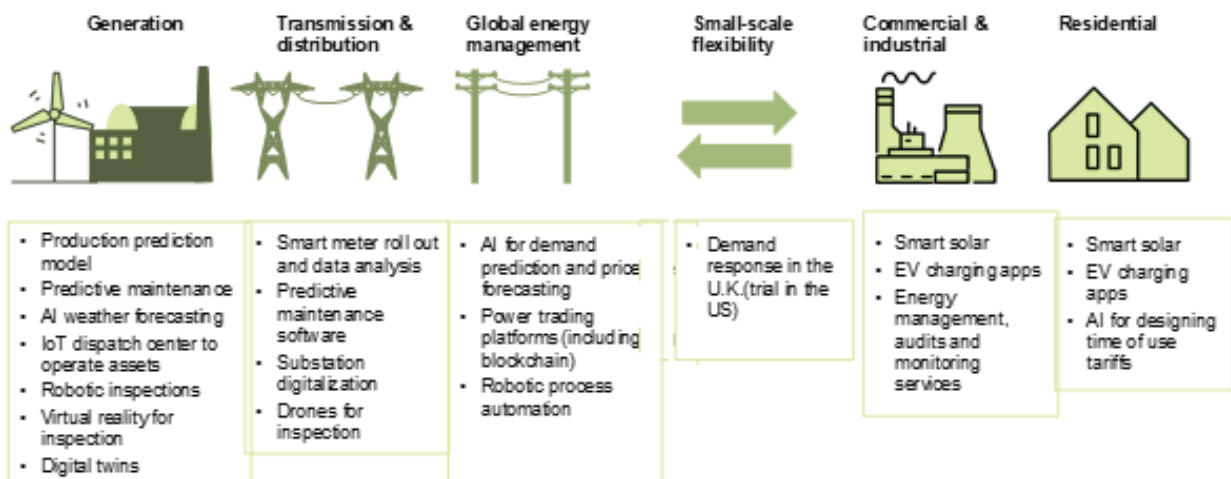 Generation
Transmission &
distribution
Global energy
management
Small-scale
flexibility
Commercial &
industrial
Residential
• Production prediction
model
• Predictive maintenance
• AI weather forecasting
• IoT dispatch center to
operate assets
• Robotic inspections
• Virtual reality for
inspection
• Digital twins
• Smart meter roll out
and data analysis
• Predictive
maintenance
software
• Substation
digitalization
• Drones for
inspection
• AI for demand
prediction and price
forecasting
• Power trading
platforms (including
blockchain)
• Robotic process
automation
• Demand
response in the
U.K.(trial in the
US)
• Smart solar
• EV charging apps
• Energy
management,
audits and
monitoring
services
• Smart solar
• EV charging
apps
• AI for designing
time of use
tariffs